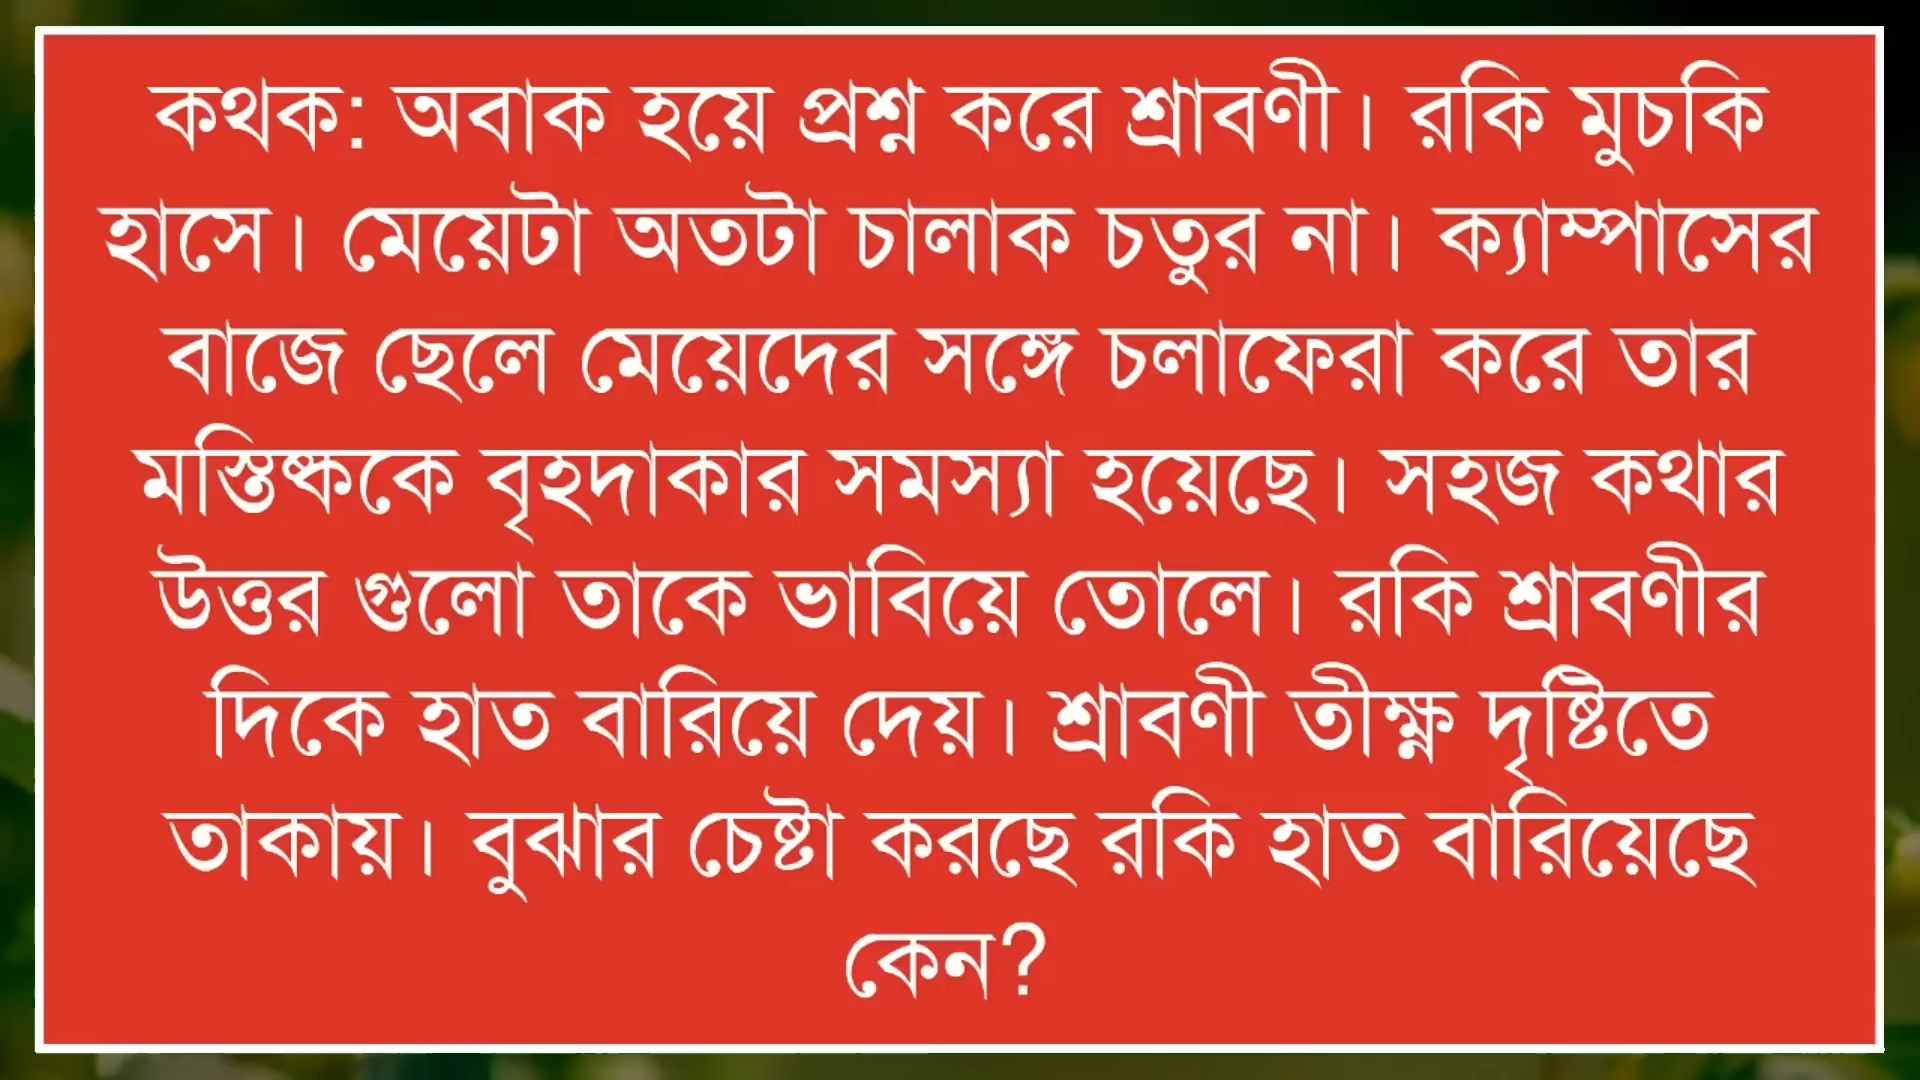 কথক: অবাক হয়ে প্রশ্ন করে শ্রাবণী। রকি মুচকি
হাসে। মেয়েটা অতটা চালাক চতুর না। ক্যাম্পাসের
বাজে ছেলে মেয়েদের সঙ্গে চলাফেরা করে তার
মস্তিষ্ককে বৃহদাকার সমস্যা হয়েছে। সহজ কথার
উত্তর গুলো তাকে ভাবিয়ে তোলে। রকি শ্রাবণীর
দিকে হাত বারিয়ে দেয়। শ্রাবণী তীক্ষ্ণ দৃষ্টিতে
তাকায়। বুঝার চেষ্টা করছে রকি হাত বারিয়েছে
কেন?